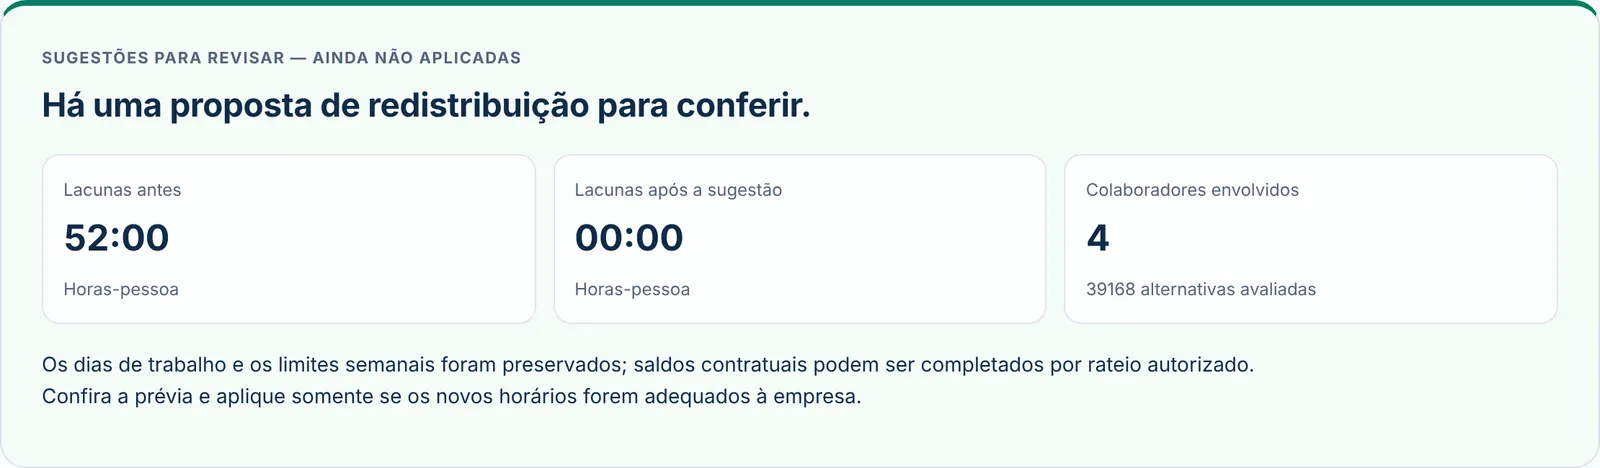 SUGESTÕES PARA REVISAR — AINDA NÃO APLICADAS
Há uma proposta de redistribuição para conferir.
Lacunas antes
52:00
Horas-pessoa
Lacunas após a sugestão
00:00
Horas-pessoa
Colaboradores envolvidos
4
39168 alternativas avaliadas
Os dias de trabalho e os limites semanais foram preservados; saldos contratuais podem ser completados por rateio autorizado.
Confira a prévia e aplique somente se os novos horários forem adequados à empresa.